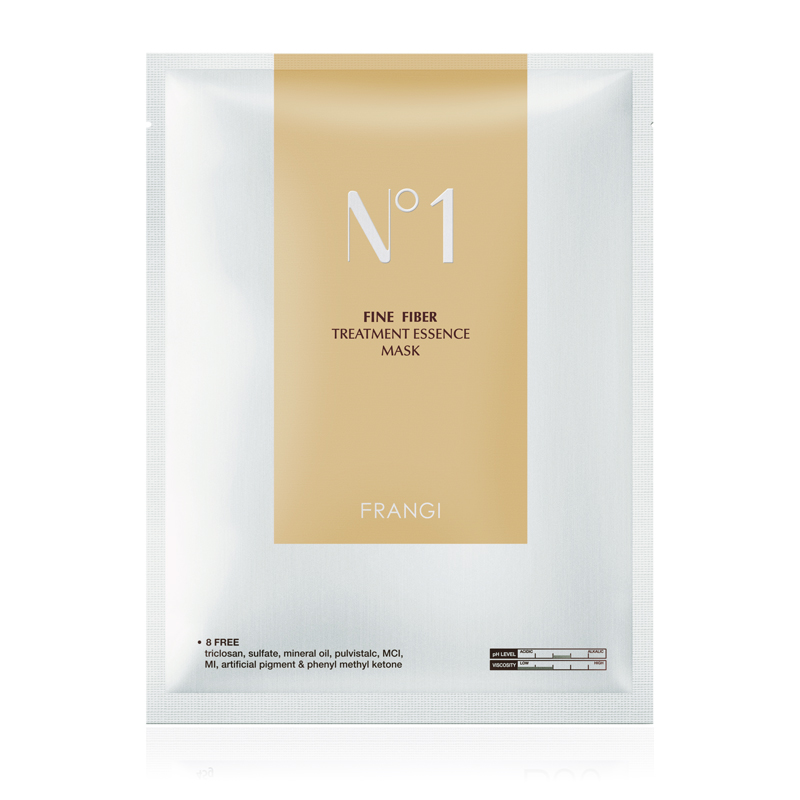 N°1
FINE FIBER
TREATMENT ESSENCE
MASK
FRANGI
• 8 FREE
triclosan, sulfate, mineral oil, pulvistalc, MCI,
MI, artificial pigment & phenyl methyl ketone
pH LEVEL ACIDIC
VISCOSITY LOW HIGH